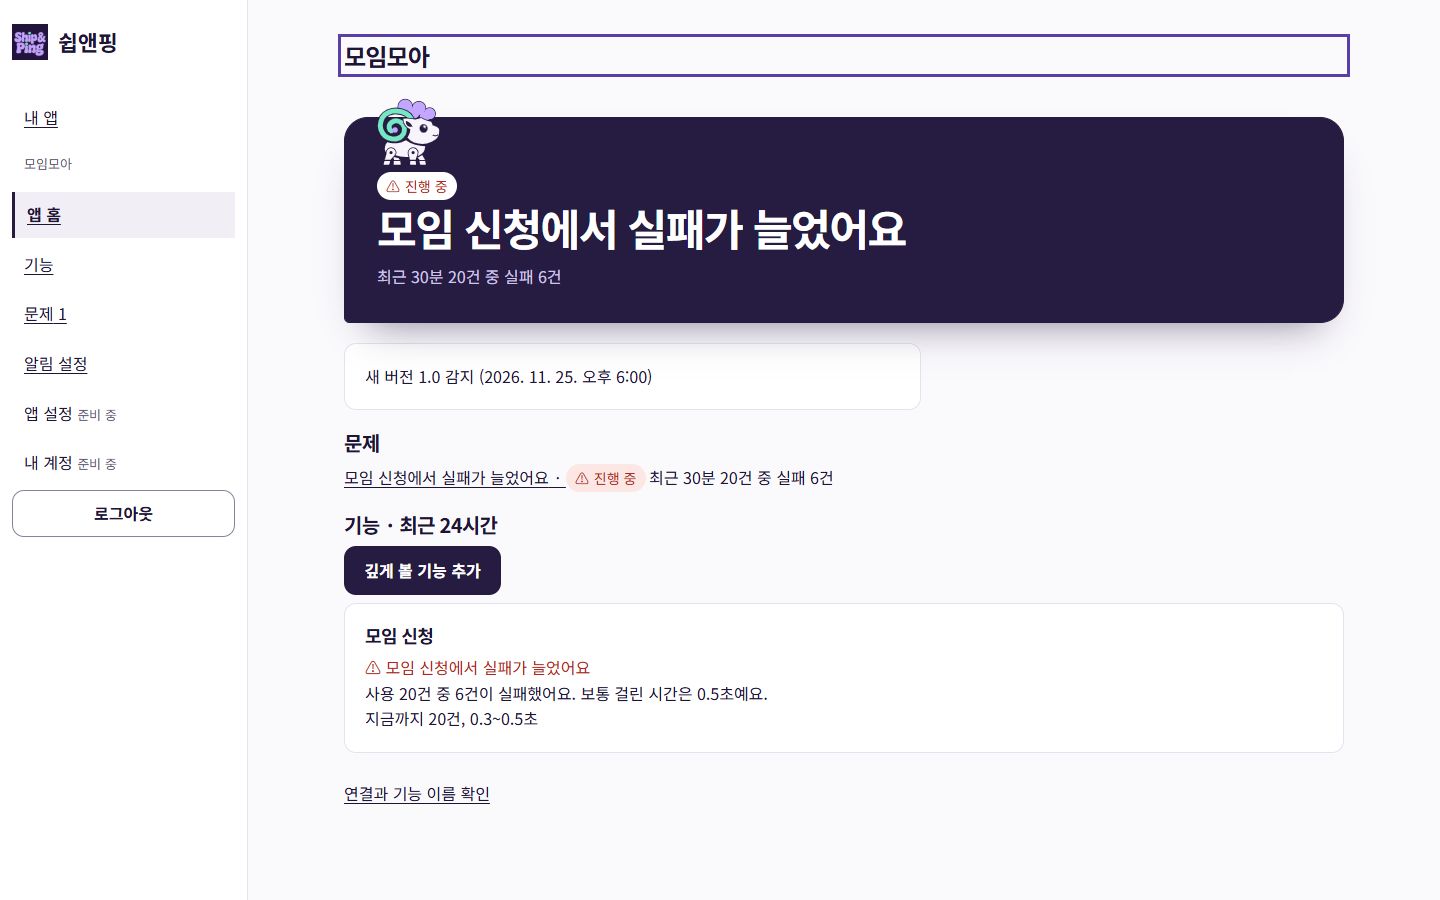 Ship&
Ping
쉽앤핑
내 앱
모임모아
앱 홈
기능
문제 1
알림 설정
앱 설정 준비 중
내 계정 준비 중
로그아웃
모임모아
진행 중
모임 신청에서 실패가 늘었어요
최근 30분 20건 중 실패 6건
새 버전 1.0 감지 (2026. 11. 25. 오후 6:00)
문제
모임 신청에서 실패가 늘었어요 · 진행 중 최근 30분 20건 중 실패 6건
기능 · 최근 24시간
깊게 볼 기능 추가
모임 신청
모임 신청에서 실패가 늘었어요
사용 20건 중 6건이 실패했어요. 보통 걸린 시간은 0.5초예요.
지금까지 20건, 0.3~0.5초
연결과 기능 이름 확인